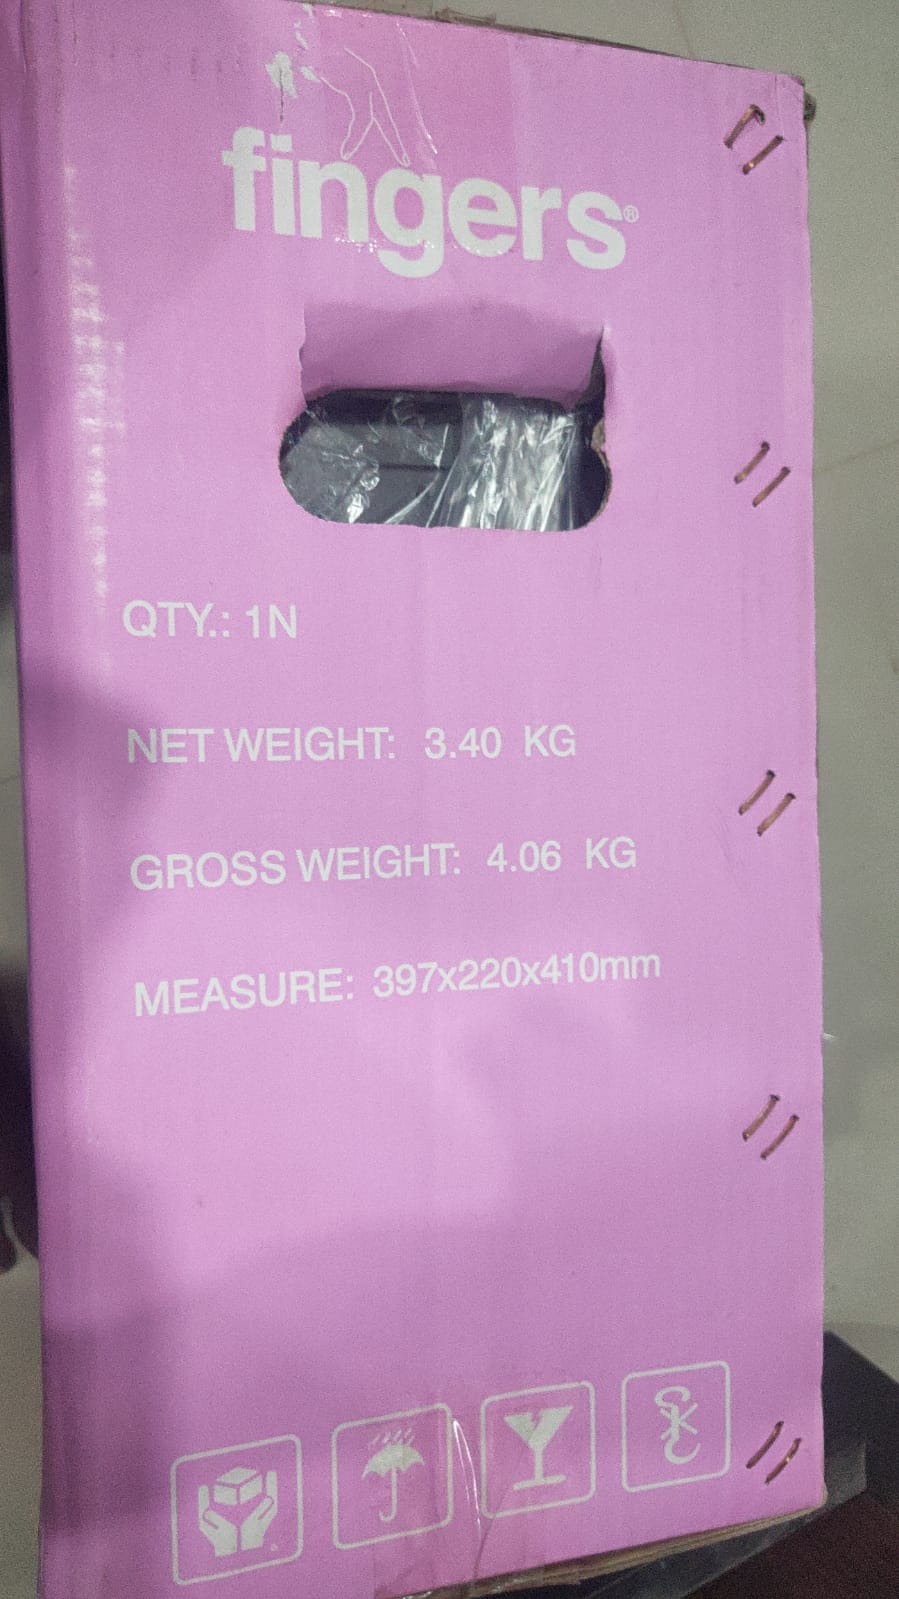 fingers®
QTY.: 1N
NET WEIGHT: 3.40 KG
GROSS WEIGHT: 4.06 KG
MEASURE: 397x220x410mm